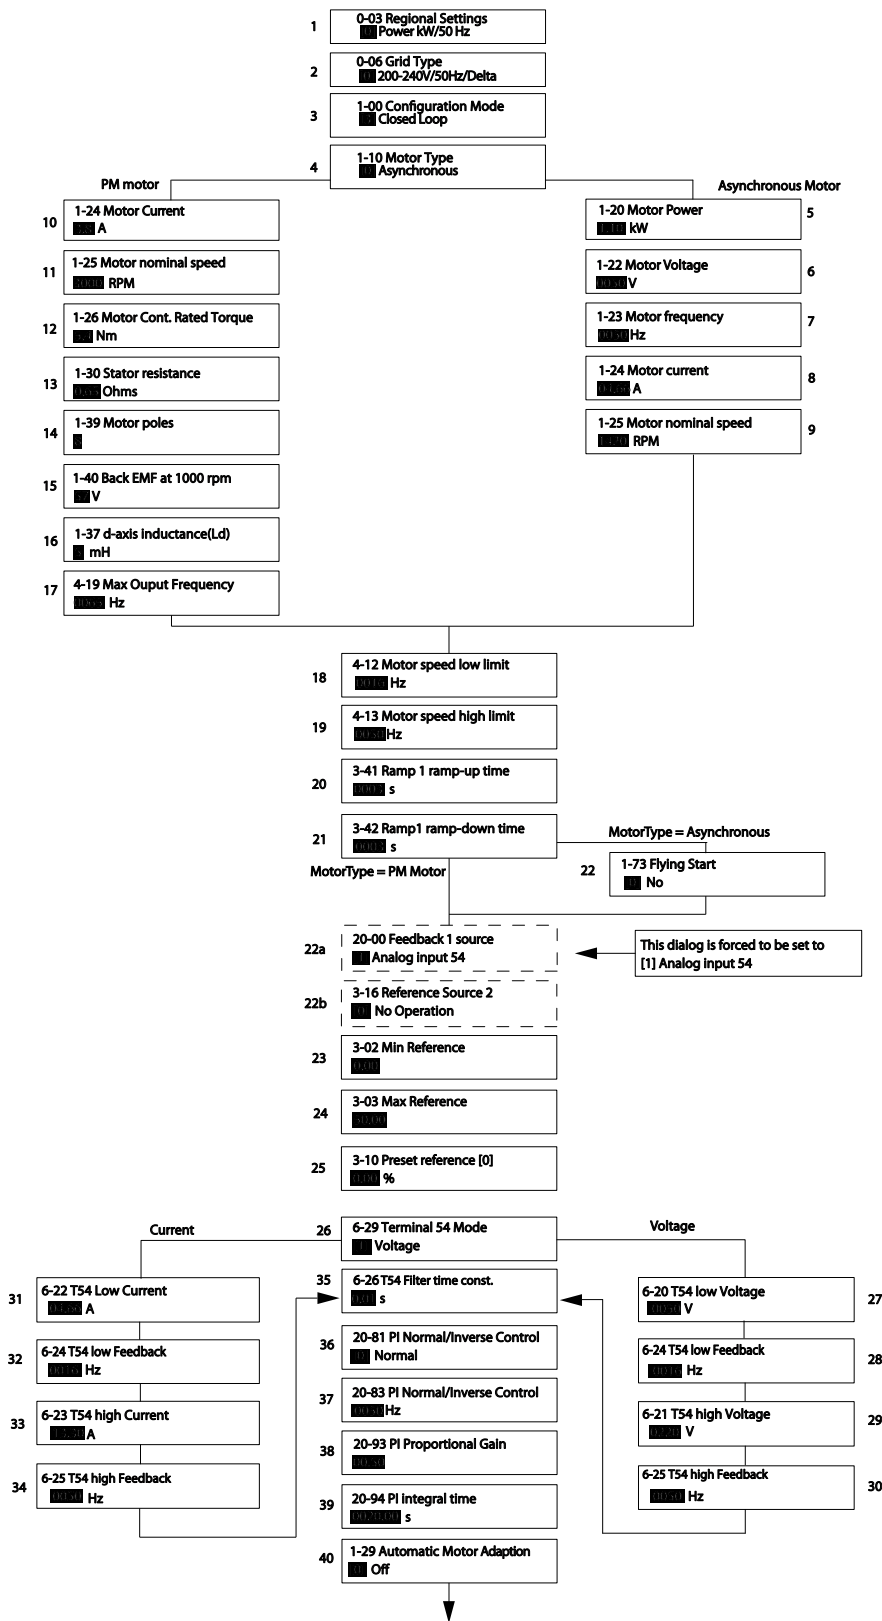 1
0-03 Regional Settings
Power kW/50 Hz
2
0-06 Grid Type
200-240V/50Hz/Delta
3
1-00 Configuration Mode
Closed Loop
4
1-10 Motor Type
Asynchronous
PM motor
Asynchronous Motor
10
1-24 Motor Current
A
11
1-25 Motor nominal speed
RPM
12
1-26 Motor Cont. Rated Torque
Nm
13
1-30 Stator resistance
Ohms
14
1-39 Motor poles
15
1-40 Back EMF at 1000 rpm
V
16
1-37 d-axis inductance(Ld)
mH
17
4-19 Max Ouput Frequency
Hz
1-20 Motor Power
kW
5
1-22 Motor Voltage
V
6
1-23 Motor frequency
Hz
7
1-24 Motor current
A
8
1-25 Motor nominal speed
RPM
9
18
4-12 Motor speed low limit
Hz
19
4-13 Motor speed high limit
Hz
20
3-41 Ramp 1 ramp-up time
s
21
3-42 Ramp1 ramp-down time
s
MotorType = Asynchronous
MotorType = PM Motor
22
1-73 Flying Start
No
22a
20-00 Feedback 1 source
Analog input 54
This dialog is forced to be set to
[1] Analog input 54
22b
3-16 Reference Source 2
No Operation
23
3-02 Min Reference
24
3-03 Max Reference
25
3-10 Preset reference [0]
%
26
6-29 Terminal 54 Mode
Voltage
Current
Voltage
31
6-22 T54 Low Current
A
32
6-24 T54 low Feedback
Hz
33
6-23 T54 high Current
A
34
6-25 T54 high Feedback
Hz
35
6-26 T54 Filter time const.
s
36
20-81 PI Normal/Inverse Control
Normal
37
20-83 PI Normal/Inverse Control
Hz
38
20-93 PI Proportional Gain
39
20-94 PI integral time
s
40
1-29 Automatic Motor Adaption
Off
6-20 T54 low Voltage
V
27
6-24 T54 low Feedback
Hz
28
6-21 T54 high Voltage
V
29
6-25 T54 high Feedback
Hz
30